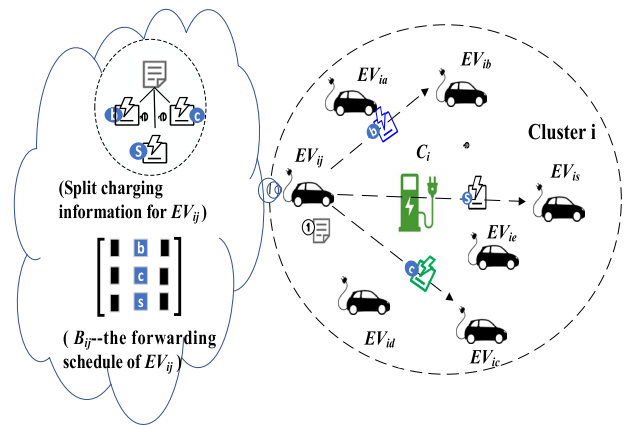 b
c
S
(Split charging
information for EVij)
b
c
s
( Bij--the forwarding
schedule of EVij )
EVia
EVib
b
Cluster i
EVij
Ci
EVis
s
①
EVie
c
EVid
EVic